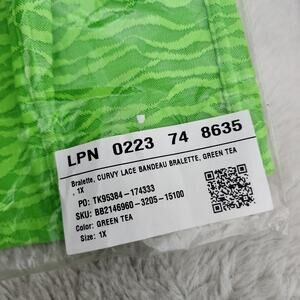 LPN 0223 74 8635
Bralette, CURVY LACE BANDEAU BRALETTE, GREEN TEA
, 1X
PO: TK95384-174333
SKU: BB2146960-3205-15100
Color: GREEN TEA
Size: 1X